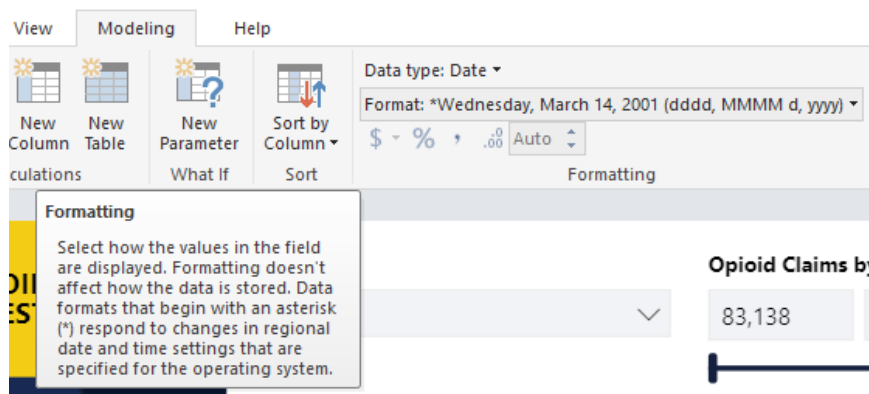 View Modeling Help
Data type: Date
Format: *Wednesday, March 14, 2001 (dddd, MMMM d, yyyy)
New New New Sort by
Column Table Parameter Column
$ % , .00 Auto
culations What If Sort Formatting
Formatting
Select how the values in the field
are displayed. Formatting doesn't
affect how the data is stored. Data
formats that begin with an asterisk
(*) respond to changes in regional
date and time settings that are
specified for the operating system.
Opioid Claims by
83,138